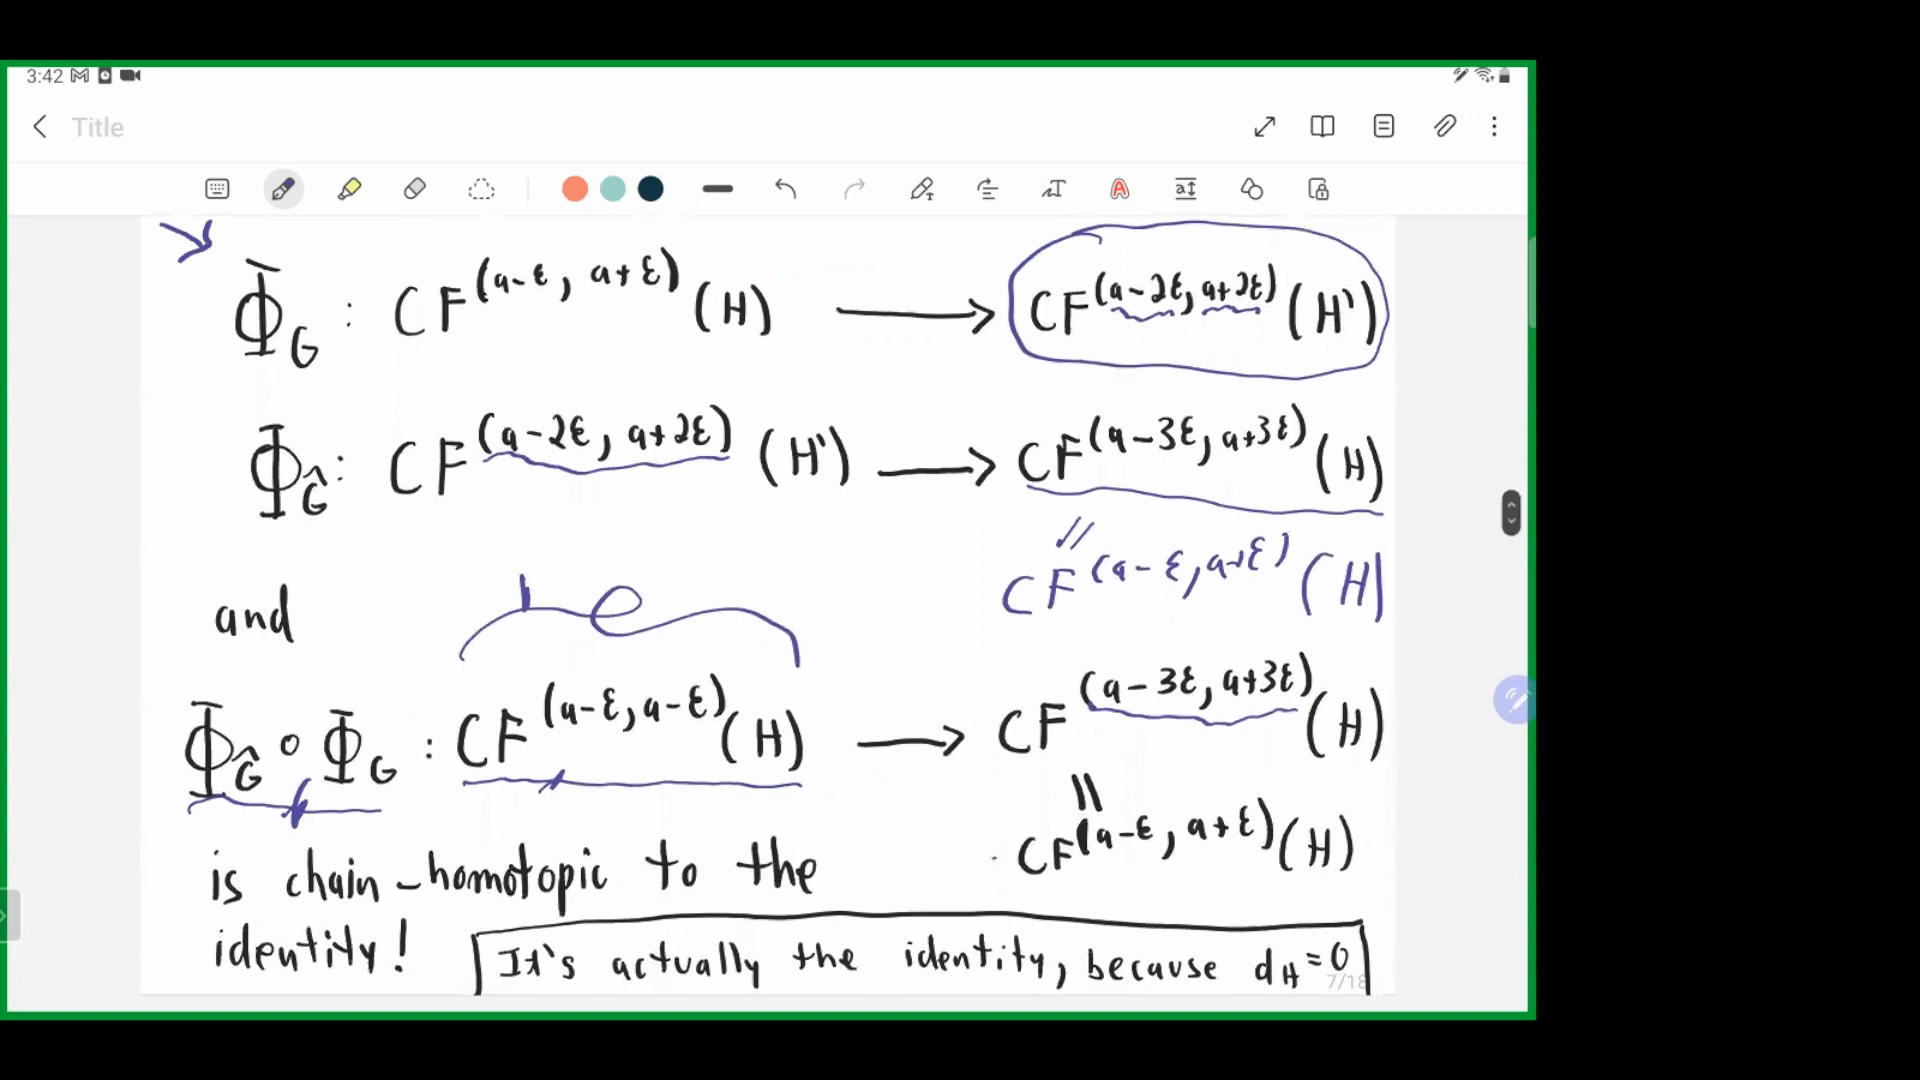 3:42
Title
Φ_G : CF^(a-ε, a+ε) (H) ⟶ CF^(a-2ε, a+2ε) (H')
Φ_Ĝ : CF^(a-2ε, a+2ε) (H') ⟶ CF^(a-3ε, a+3ε) (H)
//
CF^(a-ε, a+ε) (H)
and
Φ_Ĝ ∘ Φ_G : CF^(a-ε, a-ε) (H) ⟶ CF^(a-3ε, a+3ε) (H)
||
CF^(a-ε, a+ε) (H)
is chain-homotopic to the
identity!
It's actually the identity, because d_H = 0
7/18